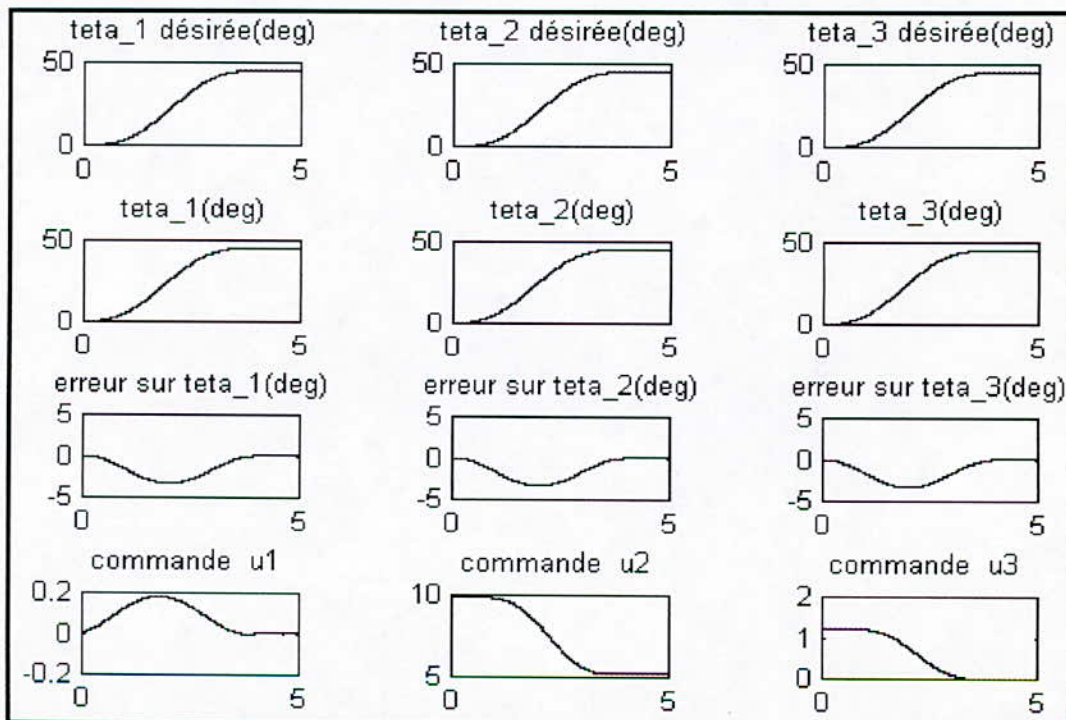 teta_1 désirée(deg) teta_2 désirée(deg) teta_3 désirée(deg)
50 50 50
0 0 0
0 5 0 5 0 5
teta_1(deg) teta_2(deg) teta_3(deg)
50 50 50
0 0 0
0 5 0 5 0 5
erreur sur teta_1(deg) erreur sur teta_2(deg) erreur sur teta_3(deg)
5 5 5
0 0 0
-5 -5 -5
0 5 0 5 0 5
commande u1 commande u2 commande u3
0.2 10 2
0 1
-0.2 5 0
0 5 0 5 0 5